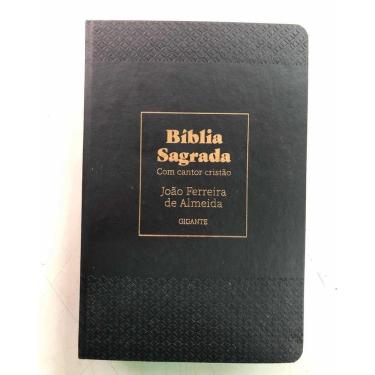 Bíblia
Sagrada
Com cantor cristão
João Ferreira
de Almeida
GIGANTE